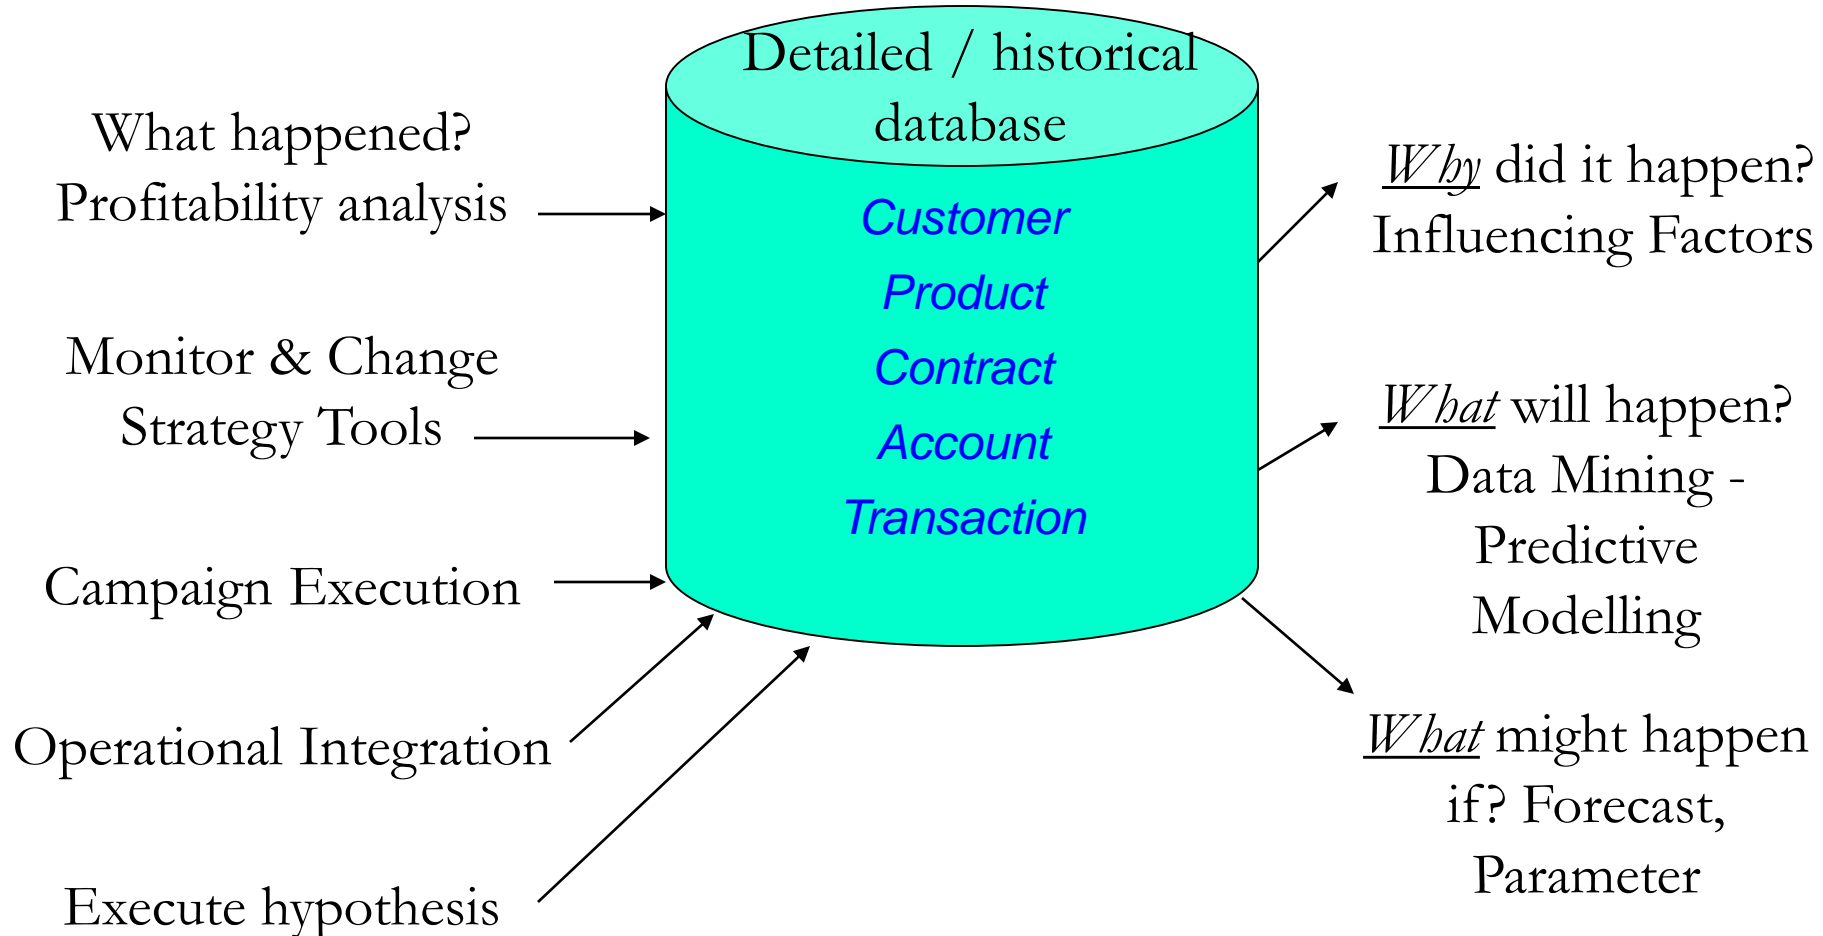 Detailed / historical
database
What happened?
Profitability analysis
Monitor & Change
Strategy Tools
Campaign Execution
Operational Integration
Execute hypothesis
Customer
Product
Contract
Account
Transaction
Why did it happen?
Influencing Factors
What will happen?
Data Mining -
Predictive
Modelling
What might happen
if? Forecast,
Parameter